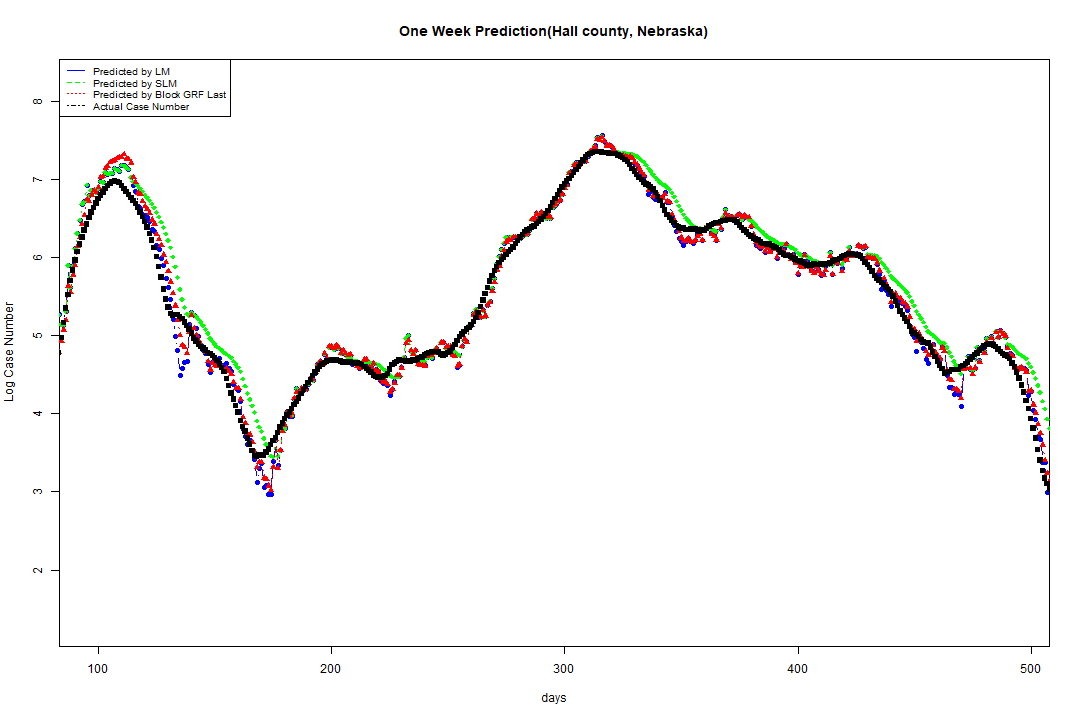 One Week Prediction(Hall county, Nebraska)
Predicted by LM
Predicted by SLM
Predicted by Block GRF Last
Actual Case Number
8
7
6
5
4
3
2
Log Case Number
100 200 300 400 500
days